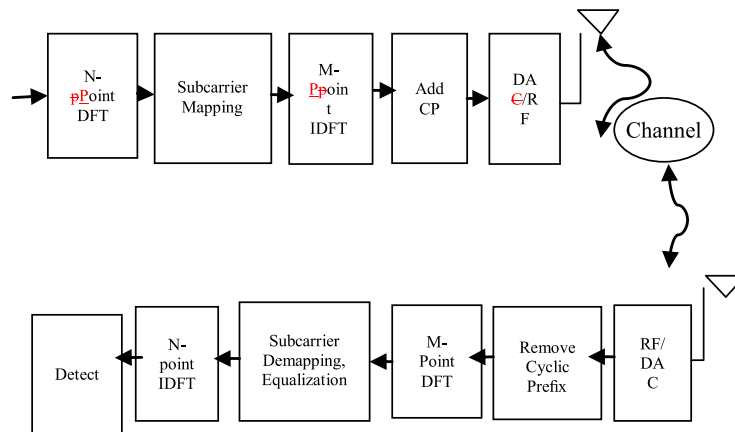 N-
pPoint
DFT
Subcarrier
Mapping
M-
Ppoin
t
IDFT
Add
CP
DA
C/R
F
Channel
Detect
N-
point
IDFT
Subcarrier
Demapping,
Equalization
M-
Point
DFT
Remove
Cyclic
Prefix
RF/
DA
C